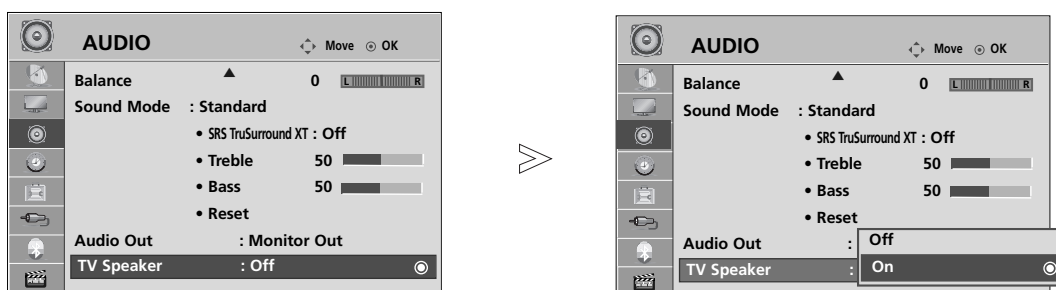 AUDIO
Move OK
Balance 0 L R
Sound Mode : Standard
• SRS TruSurround XT : Off
• Treble 50
• Bass 50
• Reset
Audio Out : Monitor Out
TV Speaker : Off
AUDIO
Move OK
Balance 0 L R
Sound Mode : Standard
• SRS TruSurround XT : Off
• Treble 50
• Bass 50
• Reset
Audio Out :
Off
TV Speaker :
On